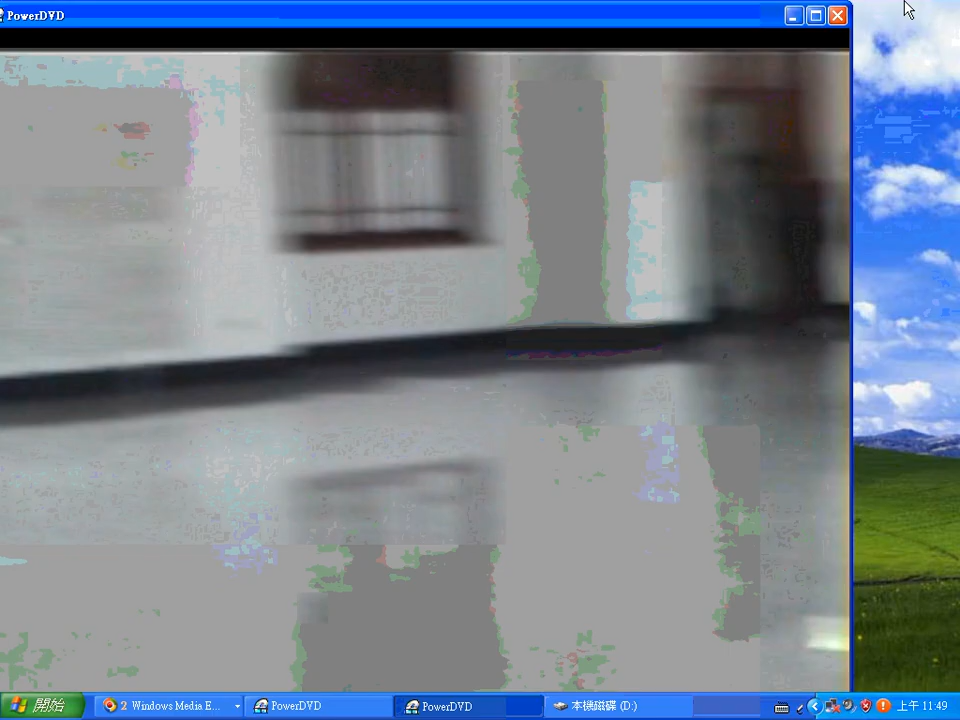 PowerDVD
開始
2 Windows Media E...
PowerDVD
PowerDVD
本機磁碟 (D:)
上午 11:49